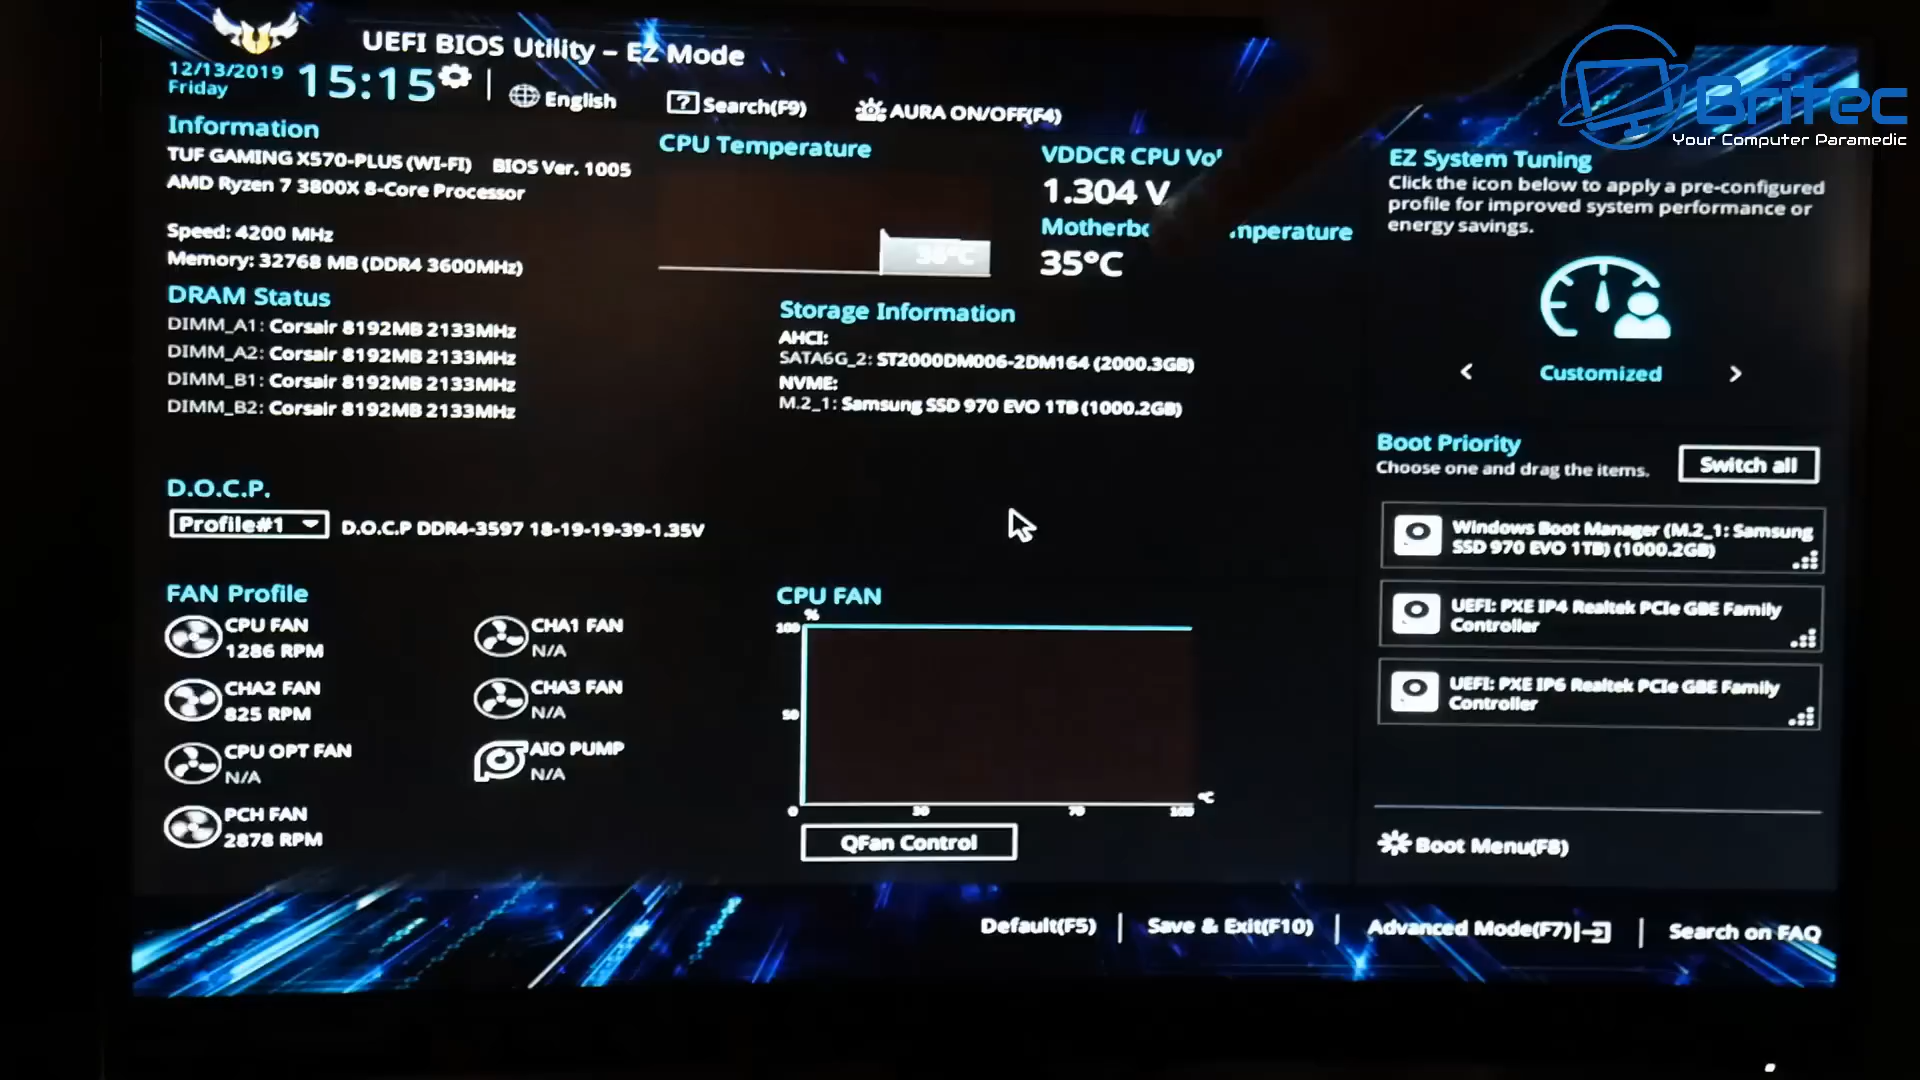 UEFI BIOS Utility – EZ Mode
12/13/2019
Friday
15:15
English
Search(F9)
AURA ON/OFF(F4)
Britec
Your Computer Paramedic
Information
TUF GAMING X570-PLUS (WI-FI) BIOS Ver. 1005
AMD Ryzen 7 3800X 8-Core Processor
Speed: 4200 MHz
Memory: 32768 MB (DDR4 3600MHz)
CPU Temperature
VDDCR CPU
1.304 V
35°C
EZ System Tuning
Click the icon below to apply a pre-configured
profile for improved system performance or
energy savings.
Customized
DRAM Status
DIMM_A1: Corsair 8192MB 2133MHz
DIMM_A2: Corsair 8192MB 2133MHz
DIMM_B1: Corsair 8192MB 2133MHz
DIMM_B2: Corsair 8192MB 2133MHz
Storage Information
AHCI:
SATA6G_2: ST2000DM006-2DM164 (2000.3GB)
NVME:
M.2_1: Samsung SSD 970 EVO 1TB (1000.2GB)
D.O.C.P.
Profile#1 D.O.C.P DDR4-3597 18-19-19-39-1.35V
Boot Priority
Choose one and drag the items.
Switch all
Windows Boot Manager (M.2_1: Samsung
SSD 970 EVO 1TB) (1000.2GB)
UEFI: PXE IP4 Realtek PCIe GBE Family
Controller
UEFI: PXE IP6 Realtek PCIe GBE Family
Controller
FAN Profile
CPU FAN
1286 RPM
CHA1 FAN
N/A
CHA2 FAN
825 RPM
CHA3 FAN
N/A
CPU OPT FAN
N/A
AIO PUMP
N/A
PCH FAN
2878 RPM
CPU FAN
%
100
50
0 30 70 100
°C
QFan Control
Boot Menu(F8)
Default(F5) | Save & Exit(F10) | Advanced Mode(F7) | Search on FAQ